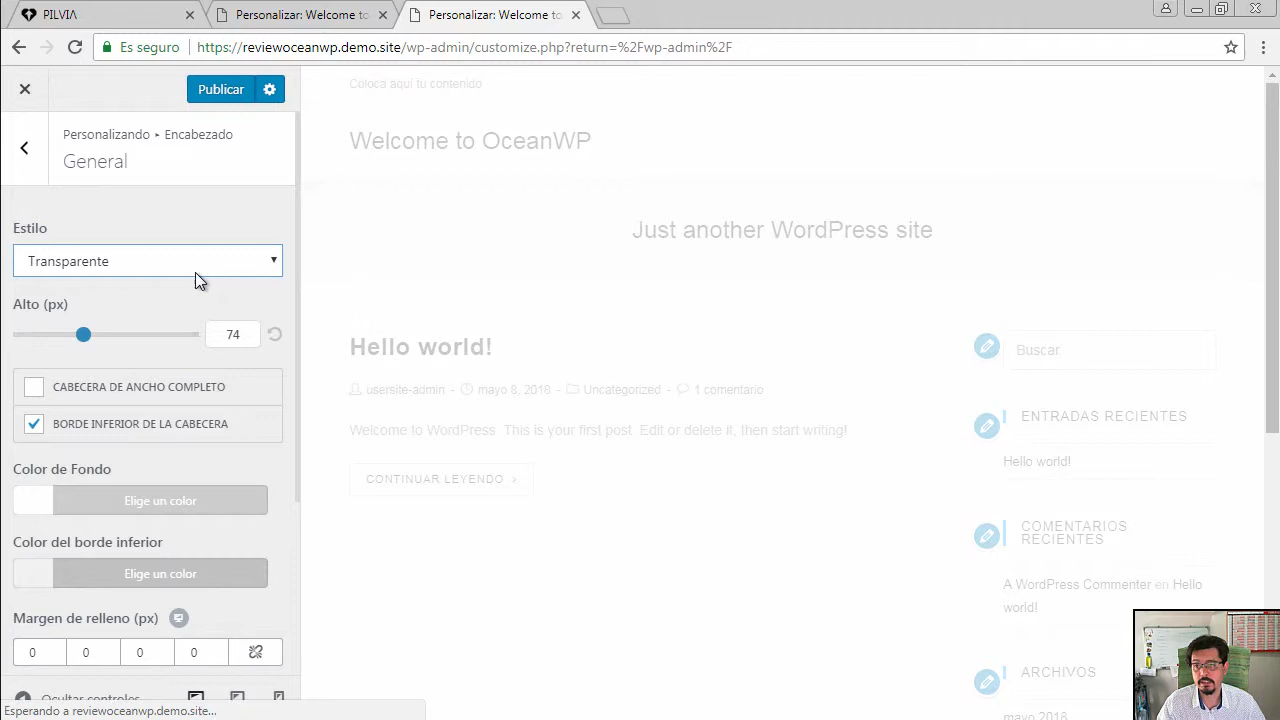 PILVIA
Personalizar: Welcome to
Personalizar: Welcome to
Es seguro
https://reviewoceanwp.demo.site/wp-admin/customize.php?return=%2Fwp-admin%2F
Publicar
Personalizando ▸ Encabezado
General
Estilo
Transparente
Alto (px)
74
CABECERA DE ANCHO COMPLETO
BORDE INFERIOR DE LA CABECERA
Color de Fondo
Elige un color
Color del borde inferior
Elige un color
Margen de relleno (px)
0 0 0 0
Ocultar controles
Esperando a reviewoceanwp.demo.site...
Coloca aquí tu contenido
Welcome to OceanWP
Just another WordPress site
Hello world!
usersite-admin - mayo 8, 2018 - Uncategorized - 1 comentario
Welcome to WordPress. This is your first post. Edit or delete it, then start writing!
CONTINUAR LEYENDO >
Buscar
ENTRADAS RECIENTES
Hello world!
COMENTARIOS
RECIENTES
A WordPress Commenter en Hello
world!
ARCHIVOS
mayo 2018